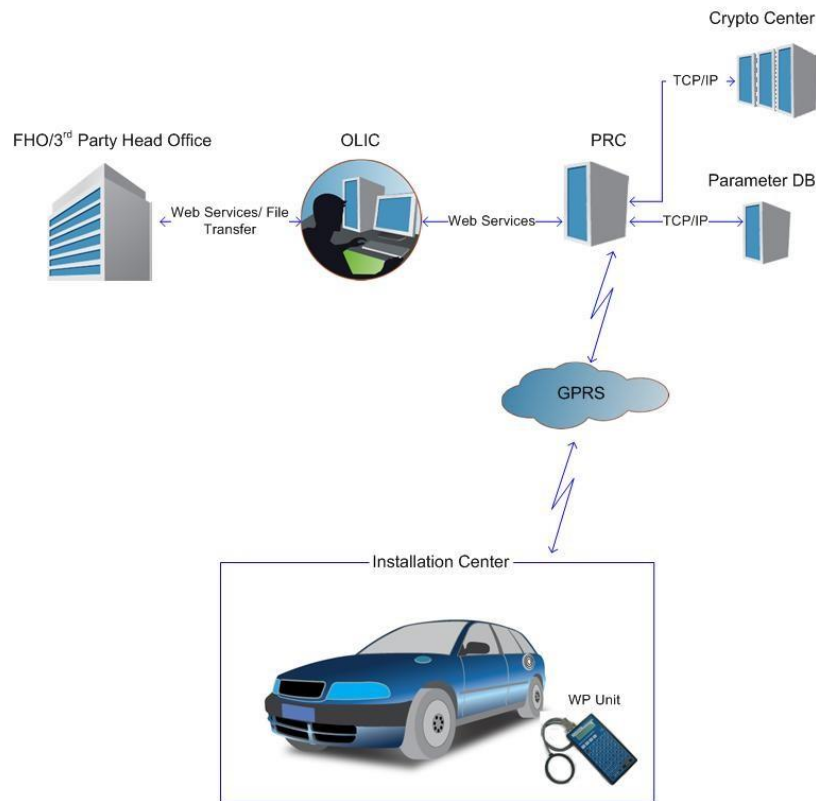 Crypto Center
TCP/IP
FHO/3rd Party Head Office
OLIC
PRC
Parameter DB
Web Services/ File
Transfer
Web Services
TCP/IP
GPRS
Installation Center
WP Unit